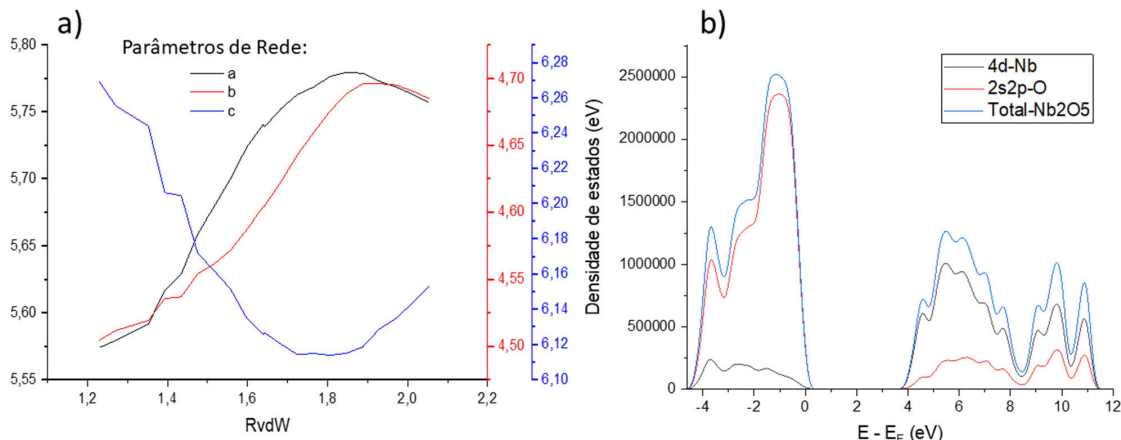 a)
Parâmetros de Rede:
a
b
c
5,80
5,75
5,70
5,65
5,60
5,55
4,70
4,65
4,60
4,55
4,50
6,28
6,26
6,24
6,22
6,20
6,18
6,16
6,14
6,12
6,10
1,2 1,4 1,6 1,8 2,0 2,2
RvdW
b)
4d-Nb
2s2p-O
Total-Nb2O5
Densidade de estados (eV)
2500000
2000000
1500000
1000000
500000
0
-4 -2 0 2 4 6 8 10 12
E - E_F (eV)